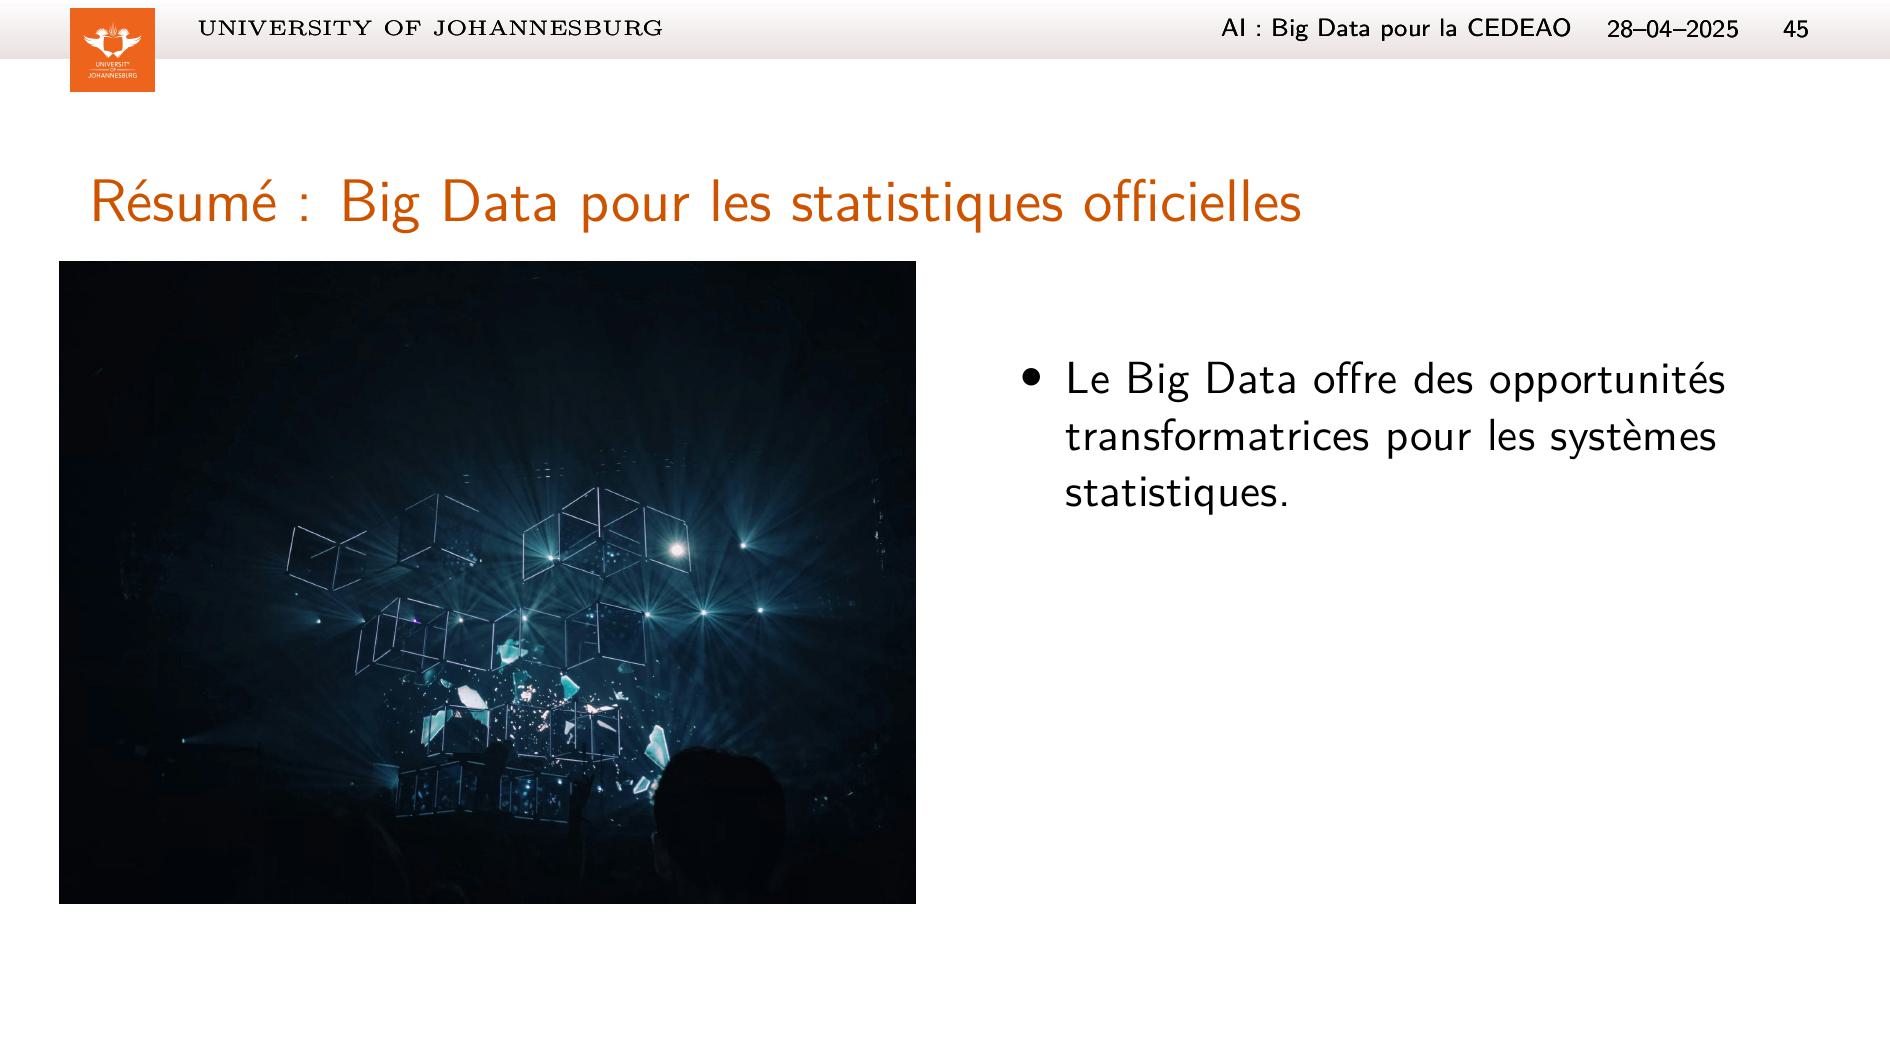 UNIVERSITY OF JOHANNESBURG
AI : Big Data pour la CEDEAO 28–04–2025 45
UNIVERSITY
OF
JOHANNESBURG
Résumé : Big Data pour les statistiques officielles
• Le Big Data offre des opportunités
transformatrices pour les systèmes
statistiques.